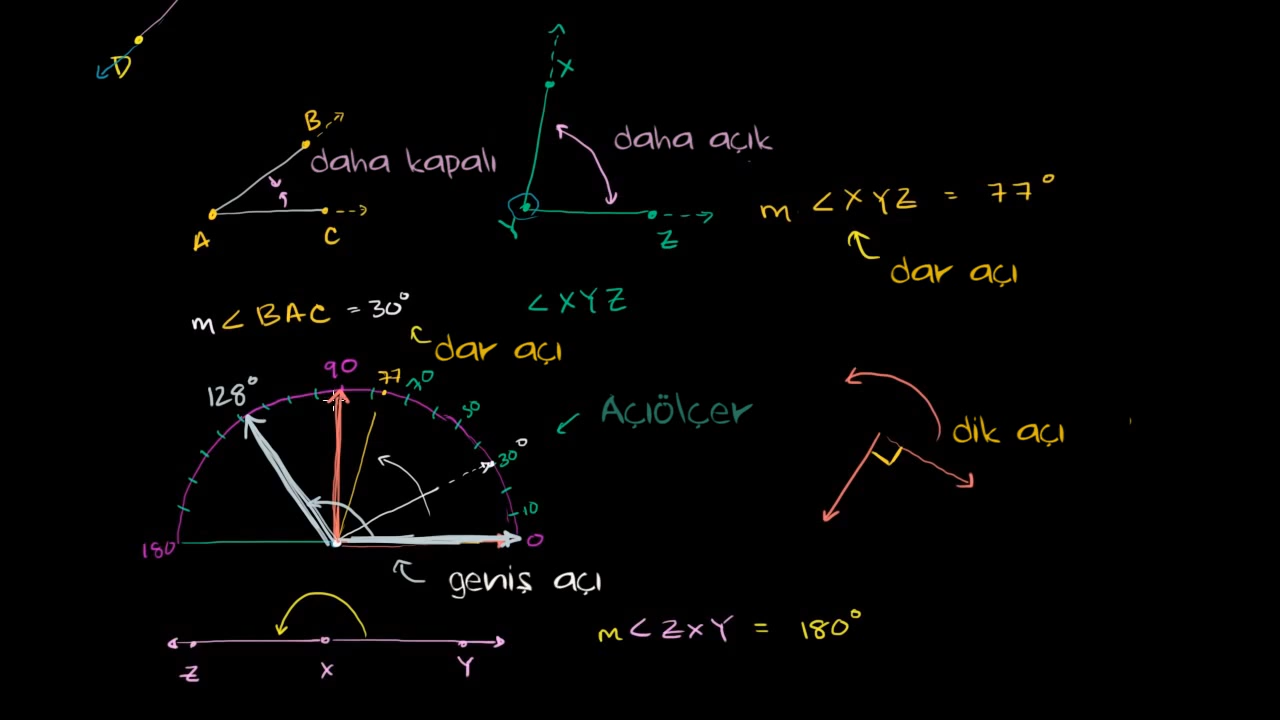 D
X
B
daha kapalı
daha açık
A
C
Y
Z
m ∠XYZ = 77°
dar açı
m∠BAC = 30°
∠XYZ
dar açı
90
77
128°
50
Açıölçer
30°
dik açı
10
180
0
geniş açı
Z
X
Y
m∠ZXY = 180°